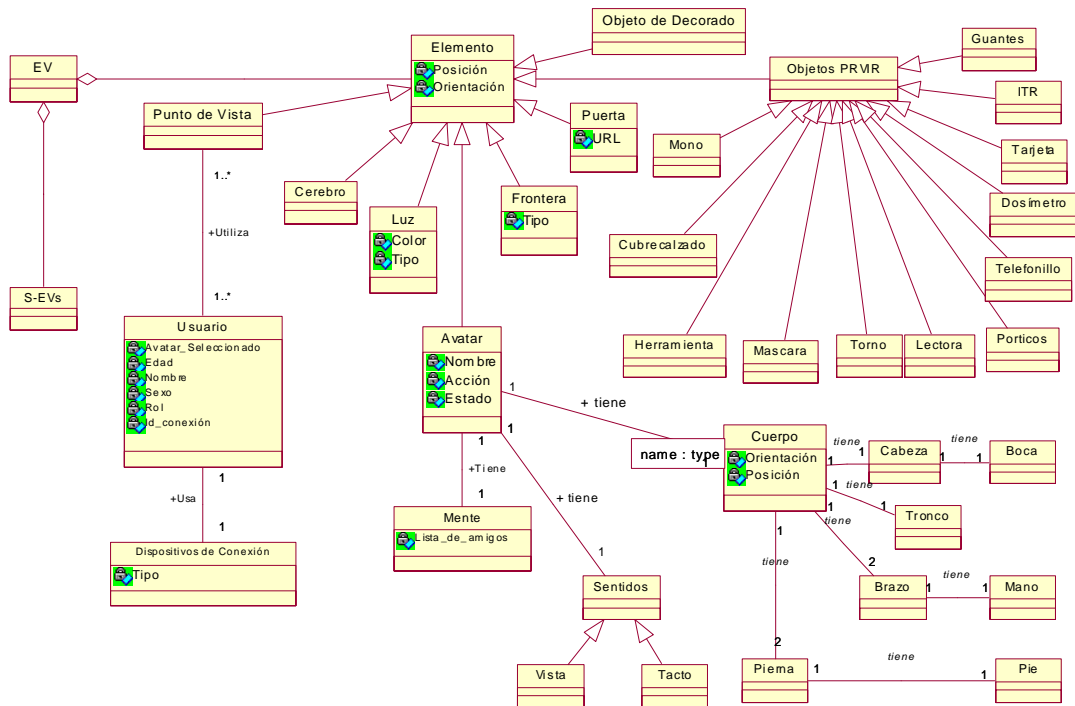 Objeto de Decorado
Guantes
Elemento
Posición
Orientación
EV
Objetos PRVIR
ITR
Punto de Vista
Puerta
URL
Mono
Tarjeta
1..*
Cerebro
Frontera
Tipo
Dosímetro
Luz
Color
Tipo
+Utiliza
Cubrecalzado
Telefonillo
1..*
S-EVs
Usuario
Avatar_Seleccionado
Edad
Nombre
Sexo
Rol
Id_conexión
Avatar
Nombre
Acción
Estado
Herramienta
Mascara
Torno
Lectora
Porticos
1
+ tiene
1
1
name : type
1
Cuerpo
Orientación
Posición
tiene
1
1
Cabeza
tiene
1
1
Boca
+Tiene
1
+ tiene
1
tiene
1
Tronco
1
+Usa
1
1
tiene
Mente
Lista_de_amigos
1
tiene
Dispositivos de Conexión
Tipo
1
Sentidos
2
Brazo
1
tiene
1
Mano
2
Vista
Tacto
Pierna
1
tiene
1
Pie